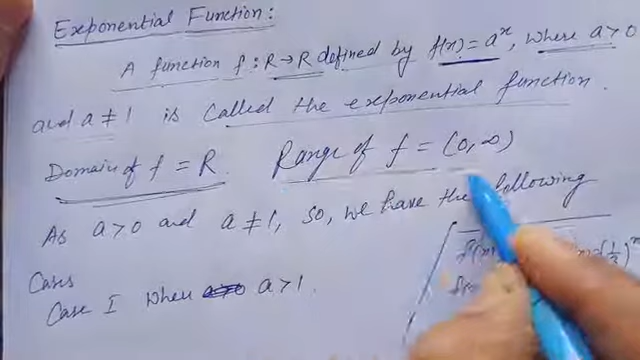 Exponential Function:
A function f: R→R defined by f(x) = aˣ, where a>0
and a ≠ 1 is called the exponential function.
Domain of f = R. Range of f = (0, ∞)
As a>0 and a ≠ 1, So, we have the following
Cases
Case I When a>1.